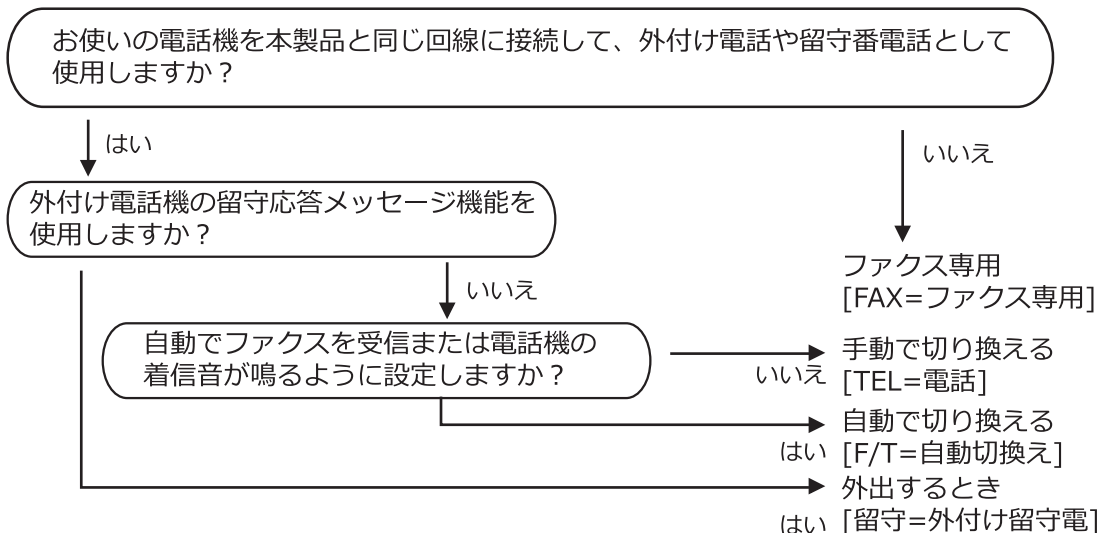 お使いの電話機を本製品と同じ回線に接続して、外付け電話や留守番電話として
使用しますか？
はい
いいえ
外付け電話機の留守応答メッセージ機能を
使用しますか？
いいえ
ファクス専用
[FAX=ファクス専用]
自動でファクスを受信または電話機の
着信音が鳴るように設定しますか？
いいえ
手動で切り換える
[TEL=電話]
はい
自動で切り換える
[F/T=自動切換え]
はい
外出するとき
[留守=外付け留守電]